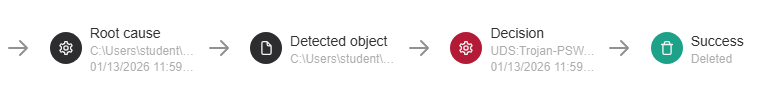 Root cause
C:\Users\student\...
01/13/2026 11:59...
Detected object
C:\Users\student\...
Decision
UDS:Trojan-PSW...
01/13/2026 11:59...
Success
Deleted